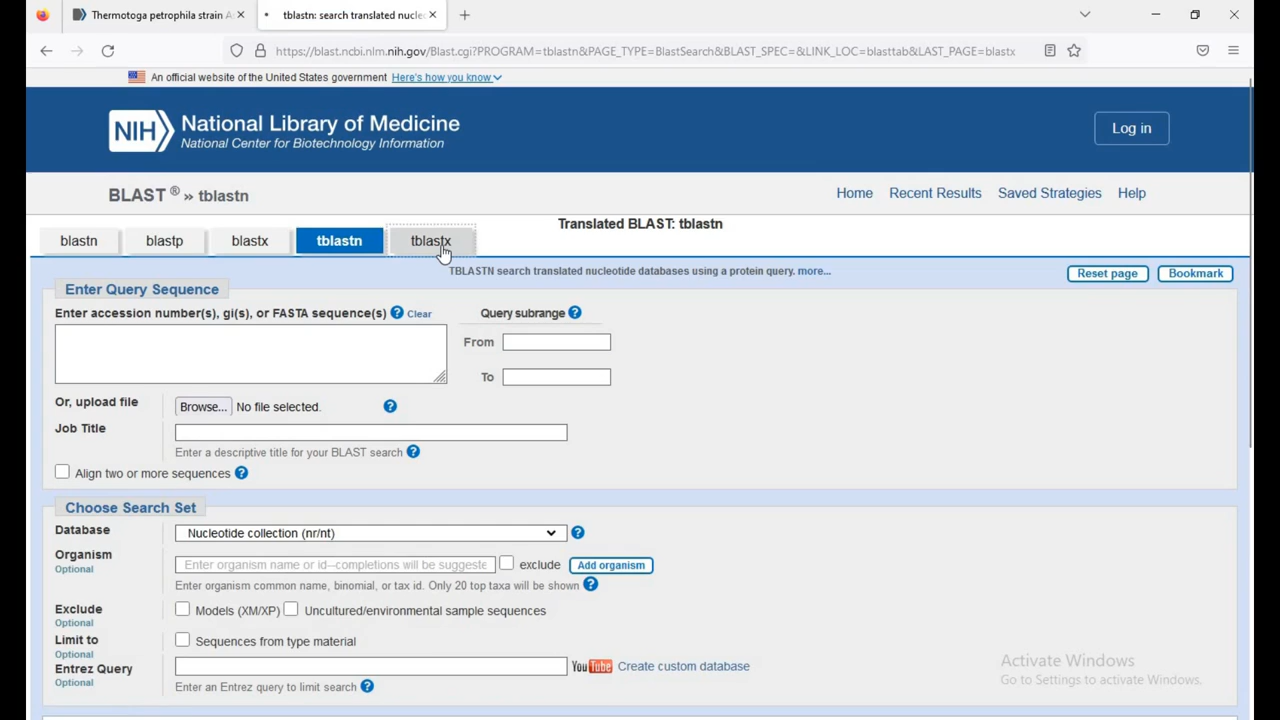 Thermotoga petrophila strain A
tblastn: search translated nucle
https://blast.ncbi.nlm.nih.gov/Blast.cgi?PROGRAM=tblastn&PAGE_TYPE=BlastSearch&BLAST_SPEC=&LINK_LOC=blasttab&LAST_PAGE=blastx
An official website of the United States government Here's how you know
NIH National Library of Medicine
National Center for Biotechnology Information
Log in
BLAST ® » tblastn
Home Recent Results Saved Strategies Help
Translated BLAST: tblastn
blastn blastp blastx tblastn tblastx
TBLASTN search translated nucleotide databases using a protein query. more...
Reset page Bookmark
Enter Query Sequence
Enter accession number(s), gi(s), or FASTA sequence(s) ? Clear
Query subrange ?
From
To
Or, upload file Browse... No file selected. ?
Job Title
Enter a descriptive title for your BLAST search ?
Align two or more sequences ?
Choose Search Set
Database Nucleotide collection (nr/nt) ?
Organism
Optional
Enter organism name or id--completions will be suggeste exclude Add organism
Enter organism common name, binomial, or tax id. Only 20 top taxa will be shown ?
Exclude
Optional
Models (XM/XP) Uncultured/environmental sample sequences
Limit to
Optional
Sequences from type material
Entrez Query
Optional
YouTube Create custom database
Enter an Entrez query to limit search ?
Activate Windows
Go to Settings to activate Windows.